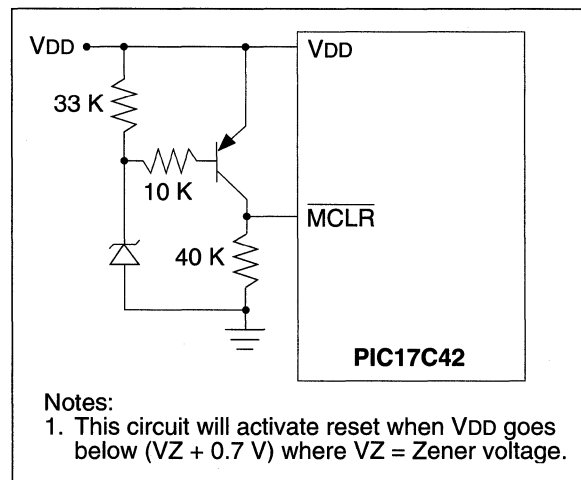 VDD
VDD
33 K
10 K
MCLR
40 K
PIC17C42
Notes:
1. This circuit will activate reset when VDD goes
below (VZ + 0.7 V) where VZ = Zener voltage.